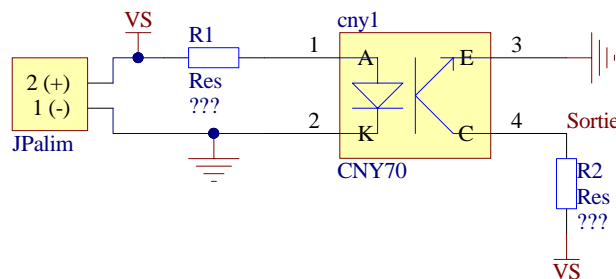 VS
R1
Res
???
2 (+)
1 (-)
JPalim
1
2
cny1
A
K
E
C
CNY70
3
4
Sortie
R2
Res
???
VS